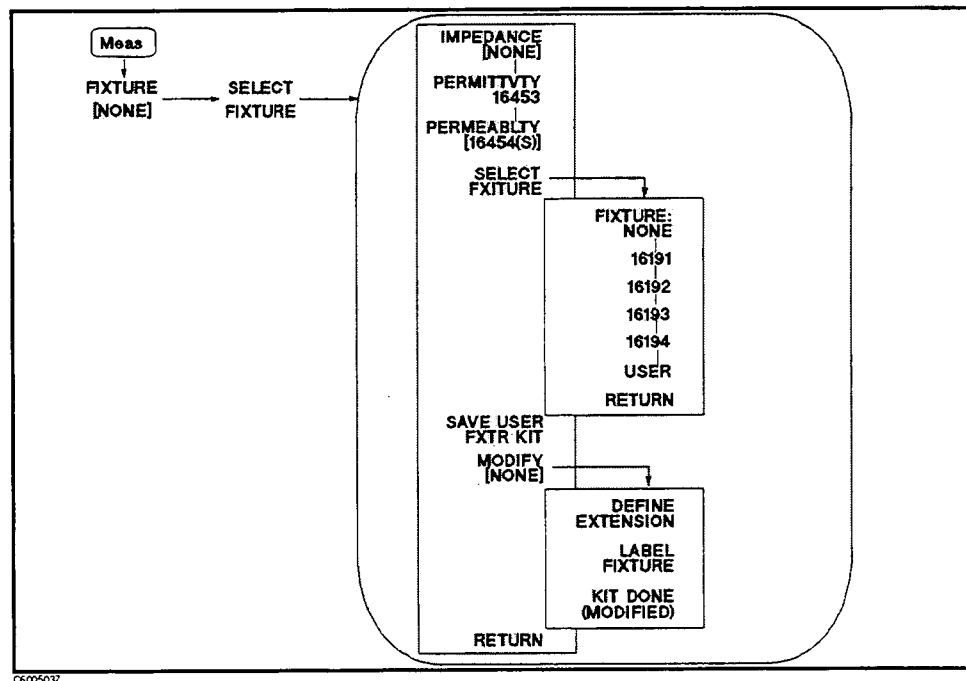 Meas
FIXTURE
[NONE]
SELECT
FIXTURE
IMPEDANCE
[NONE]
PERMITTVTY
16453
PERMEABLTY
[16454(S)]
SELECT
FXITURE
FIXTURE:
NONE
16191
16192
16193
16194
USER
RETURN
SAVE USER
FXTR KIT
MODIFY
[NONE]
DEFINE
EXTENSION
LABEL
FIXTURE
KIT DONE
(MODIFIED)
RETURN
C6005037